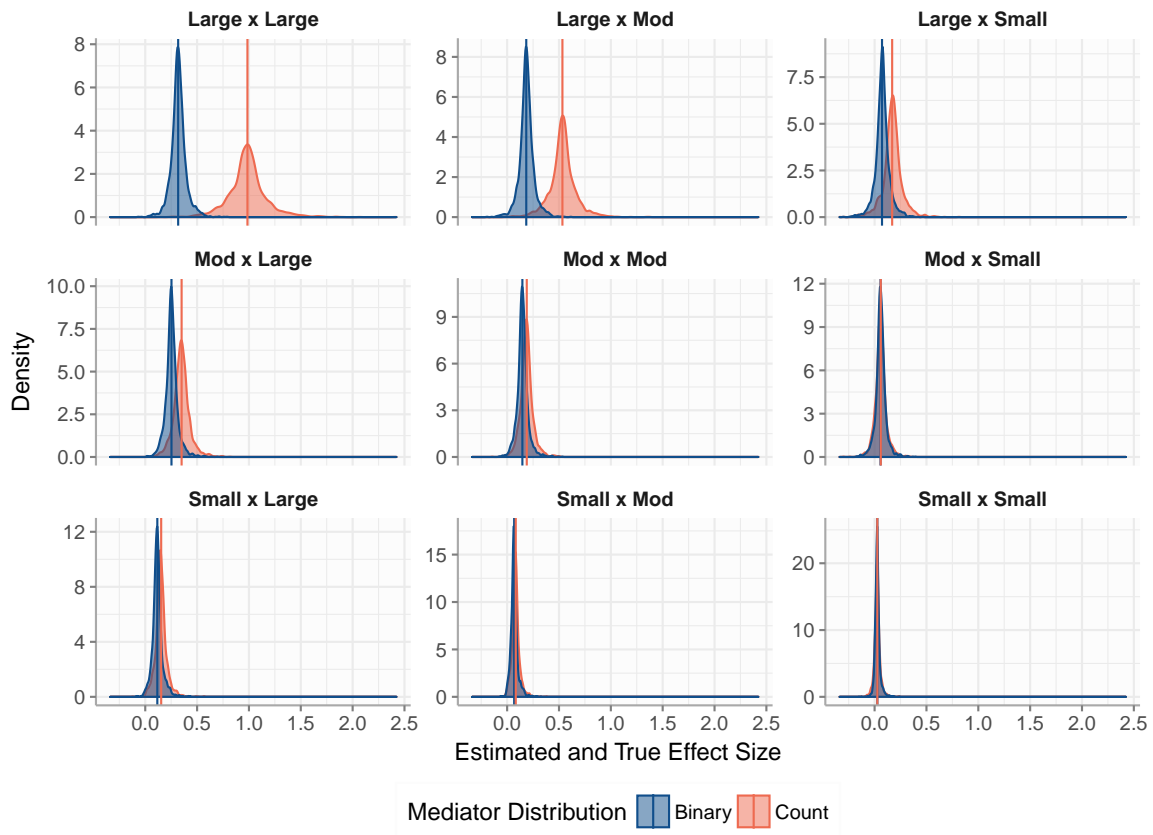 Large x Large
Large x Mod
Large x Small
8
6
4
2
0
8
6
4
2
0
7.5
5.0
2.5
0.0
Mod x Large
Mod x Mod
Mod x Small
10.0
7.5
5.0
2.5
0.0
9
6
3
0
12
9
6
3
0
Small x Large
Small x Mod
Small x Small
12
8
4
0
15
10
5
0
20
10
0
0.0 0.5 1.0 1.5 2.0 2.5
0.0 0.5 1.0 1.5 2.0 2.5
0.0 0.5 1.0 1.5 2.0 2.5
Density
Estimated and True Effect Size
Mediator Distribution Binary Count